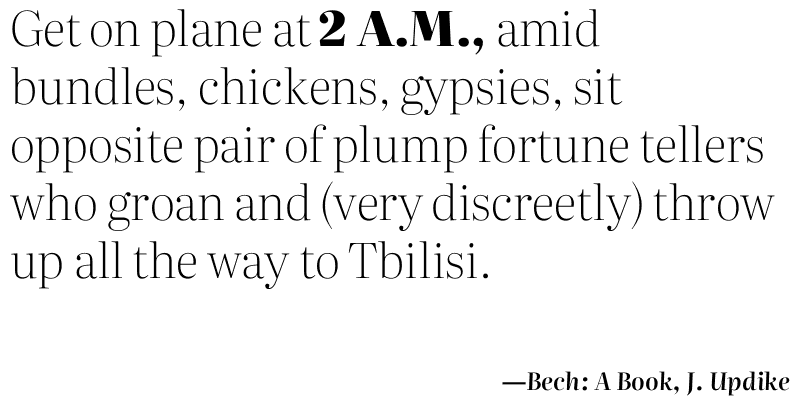 Get on plane at 2 A.M., amid
bundles, chickens, gypsies, sit
opposite pair of plump fortune tellers
who groan and (very discreetly) throw
up all the way to Tbilisi.
—Bech: A Book, J. Updike